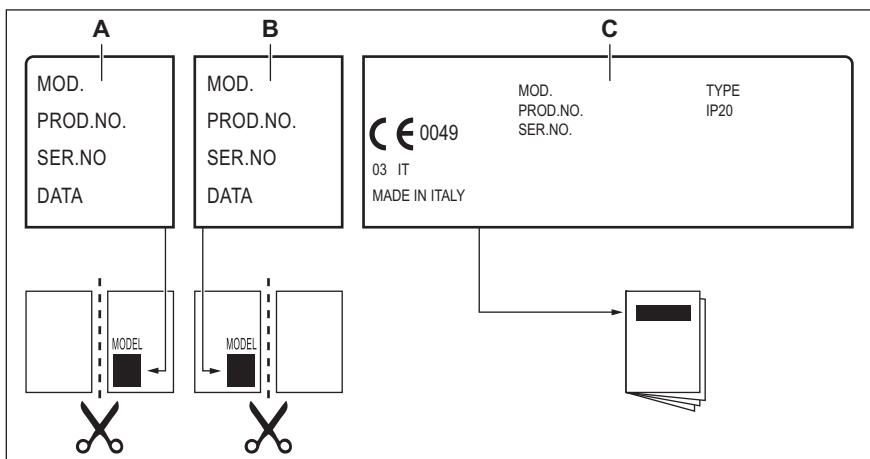 A
B
C
MOD.
PROD.NO.
SER.NO
DATA
MOD.
PROD.NO.
SER.NO
DATA
MOD.
PROD.NO.
SER.NO.
TYPE
IP20
CE 0049
03 IT
MADE IN ITALY
MODEL
MODEL